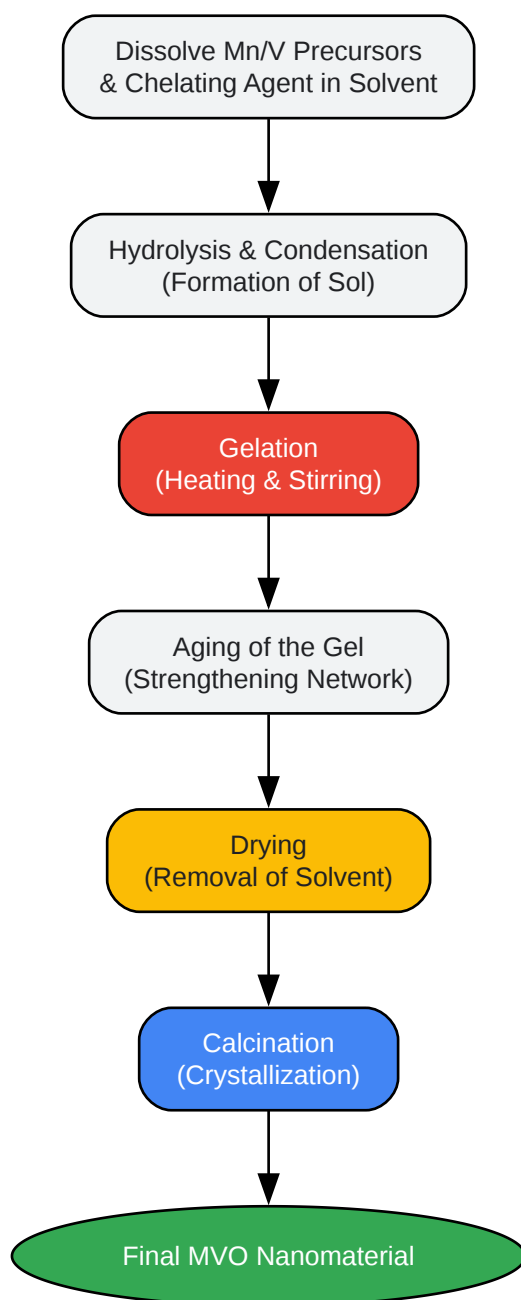 Dissolve Mn/V Precursors
& Chelating Agent in Solvent
Hydrolysis & Condensation
(Formation of Sol)
Gelation
(Heating & Stirring)
Aging of the Gel
(Strengthening Network)
Drying
(Removal of Solvent)
Calcination
(Crystallization)
Final MVO Nanomaterial